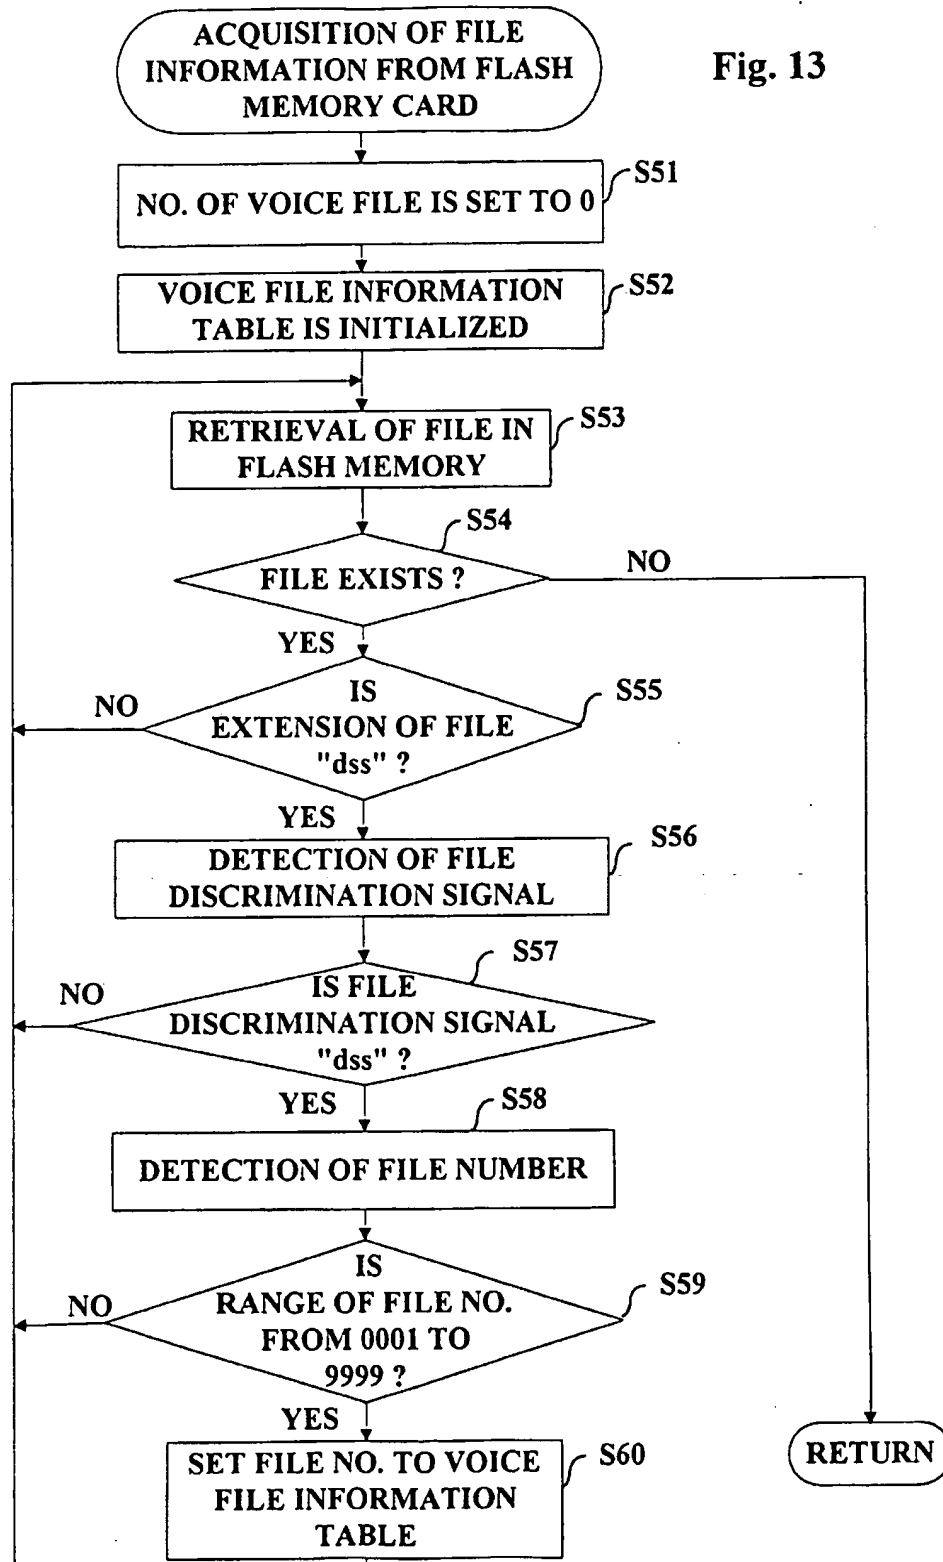 ACQUISITION OF FILE
INFORMATION FROM FLASH
MEMORY CARD
Fig. 13
S51
NO. OF VOICE FILE IS SET TO 0
S52
VOICE FILE INFORMATION
TABLE IS INITIALIZED
S53
RETRIEVAL OF FILE IN
FLASH MEMORY
S54
FILE EXISTS ?
NO
YES
S55
NO
IS
EXTENSION OF FILE
"dss" ?
YES
S56
DETECTION OF FILE
DISCRIMINATION SIGNAL
S57
NO
IS FILE
DISCRIMINATION SIGNAL
"dss" ?
YES
S58
DETECTION OF FILE NUMBER
S59
NO
IS
RANGE OF FILE NO.
FROM 0001 TO
9999 ?
YES
S60
SET FILE NO. TO VOICE
FILE INFORMATION
TABLE
RETURN